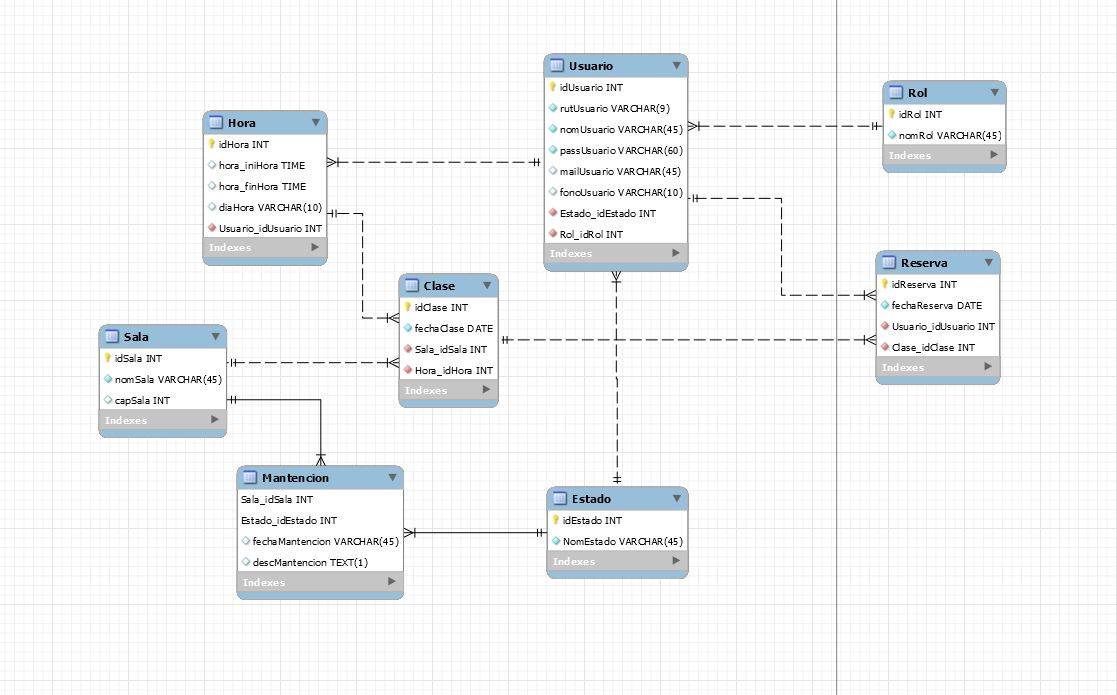 Usuario
idUsuario INT
rutUsuario VARCHAR(9)
nomUsuario VARCHAR(45)
passUsuario VARCHAR(60)
mailUsuario VARCHAR(45)
fonoUsuario VARCHAR(10)
Estado_idEstado INT
Rol_idRol INT
Indexes
Rol
idRol INT
nomRol VARCHAR(45)
Indexes
Hora
idHora INT
hora_iniHora TIME
hora_finHora TIME
diaHora VARCHAR(10)
Usuario_idUsuario INT
Indexes
Reserva
idReserva INT
fechaReserva DATE
Usuario_idUsuario INT
Clase_idClase INT
Indexes
Clase
idClase INT
fechaClase DATE
Sala_idSala INT
Hora_idHora INT
Indexes
Sala
idSala INT
nomSala VARCHAR(45)
capSala INT
Indexes
Mantencion
Sala_idSala INT
Estado_idEstado INT
fechaMantencion VARCHAR(45)
descMantencion TEXT(1)
Indexes
Estado
idEstado INT
NomEstado VARCHAR(45)
Indexes